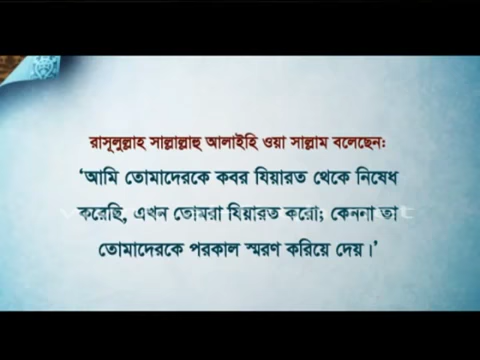 রাসূলুল্লাহ সাল্লাল্লাহু আলাইহি ওয়া সাল্লাম বলেছেন:
‘আমি তোমাদেরকে কবর যিয়ারত থেকে নিষেধ
করেছি, এখন তোমরা যিয়ারত করো; কেননা তা
তোমাদেরকে পরকাল স্মরণ করিয়ে দেয়।’